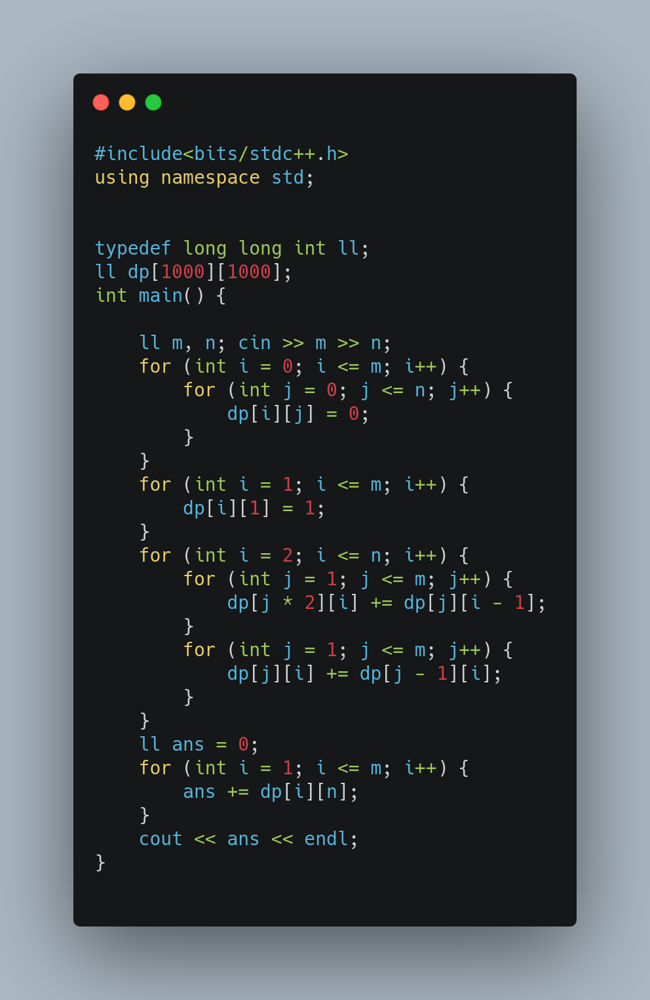 #include<bits/stdc++.h>
using namespace std;
typedef long long int ll;
ll dp[1000][1000];
int main() {
    ll m, n; cin >> m >> n;
    for (int i = 0; i <= m; i++) {
        for (int j = 0; j <= n; j++) {
            dp[i][j] = 0;
        }
    }
    for (int i = 1; i <= m; i++) {
        dp[i][1] = 1;
    }
    for (int i = 2; i <= n; i++) {
        for (int j = 1; j <= m; j++) {
            dp[j * 2][i] += dp[j][i - 1];
        }
        for (int j = 1; j <= m; j++) {
            dp[j][i] += dp[j - 1][i];
        }
    }
    ll ans = 0;
    for (int i = 1; i <= m; i++) {
        ans += dp[i][n];
    }
    cout << ans << endl;
}